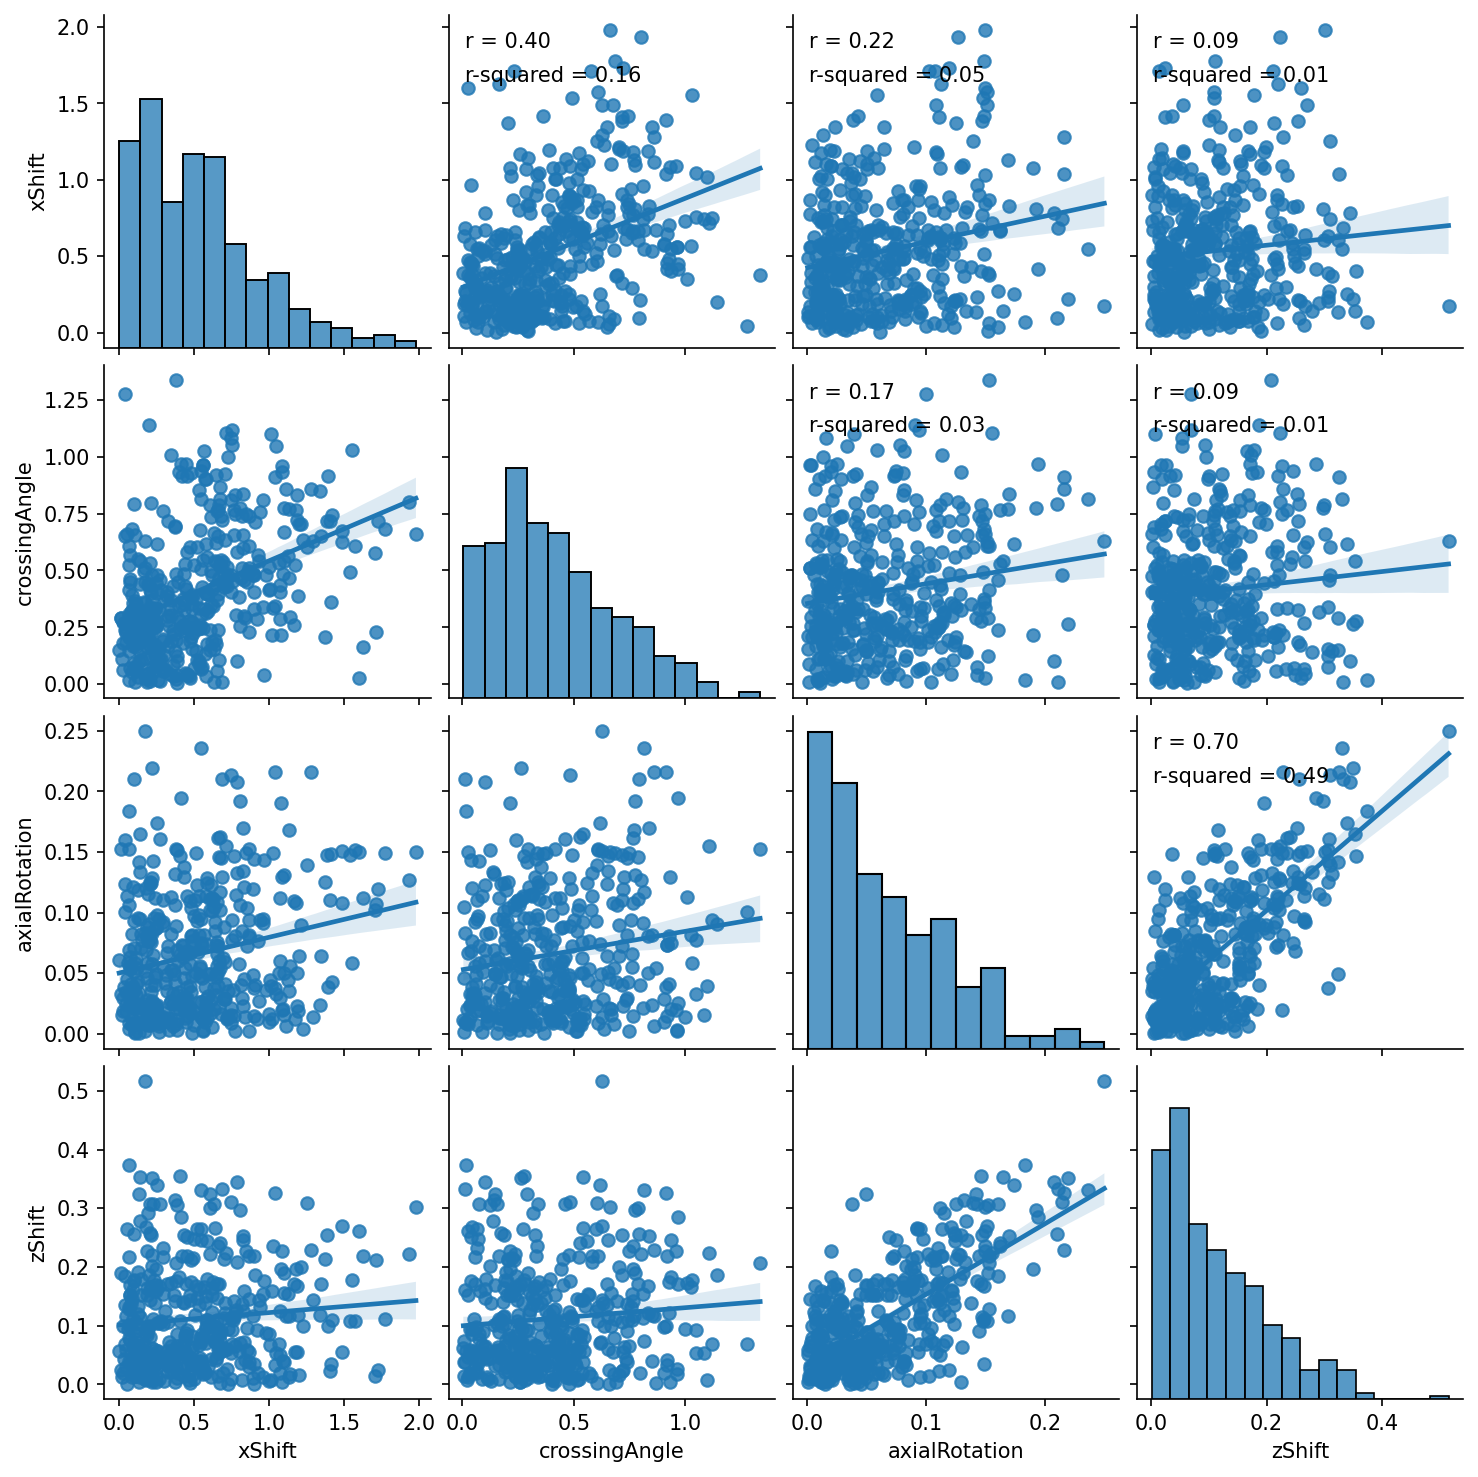 2.0
1.5
1.0
0.5
0.0
xShift
r = 0.40
r-squared = 0.16
r = 0.22
r-squared = 0.05
r = 0.09
r-squared = 0.01
1.25
1.00
0.75
0.50
0.25
0.00
crossingAngle
r = 0.17
r-squared = 0.03
r = 0.09
r-squared = 0.01
0.25
0.20
0.15
0.10
0.05
0.00
axialRotation
r = 0.70
r-squared = 0.49
0.5
0.4
0.3
0.2
0.1
0.0
zShift
0.0 0.5 1.0 1.5 2.0
xShift
0.0 0.5 1.0
crossingAngle
0.0 0.1 0.2
axialRotation
0.0 0.2 0.4
zShift